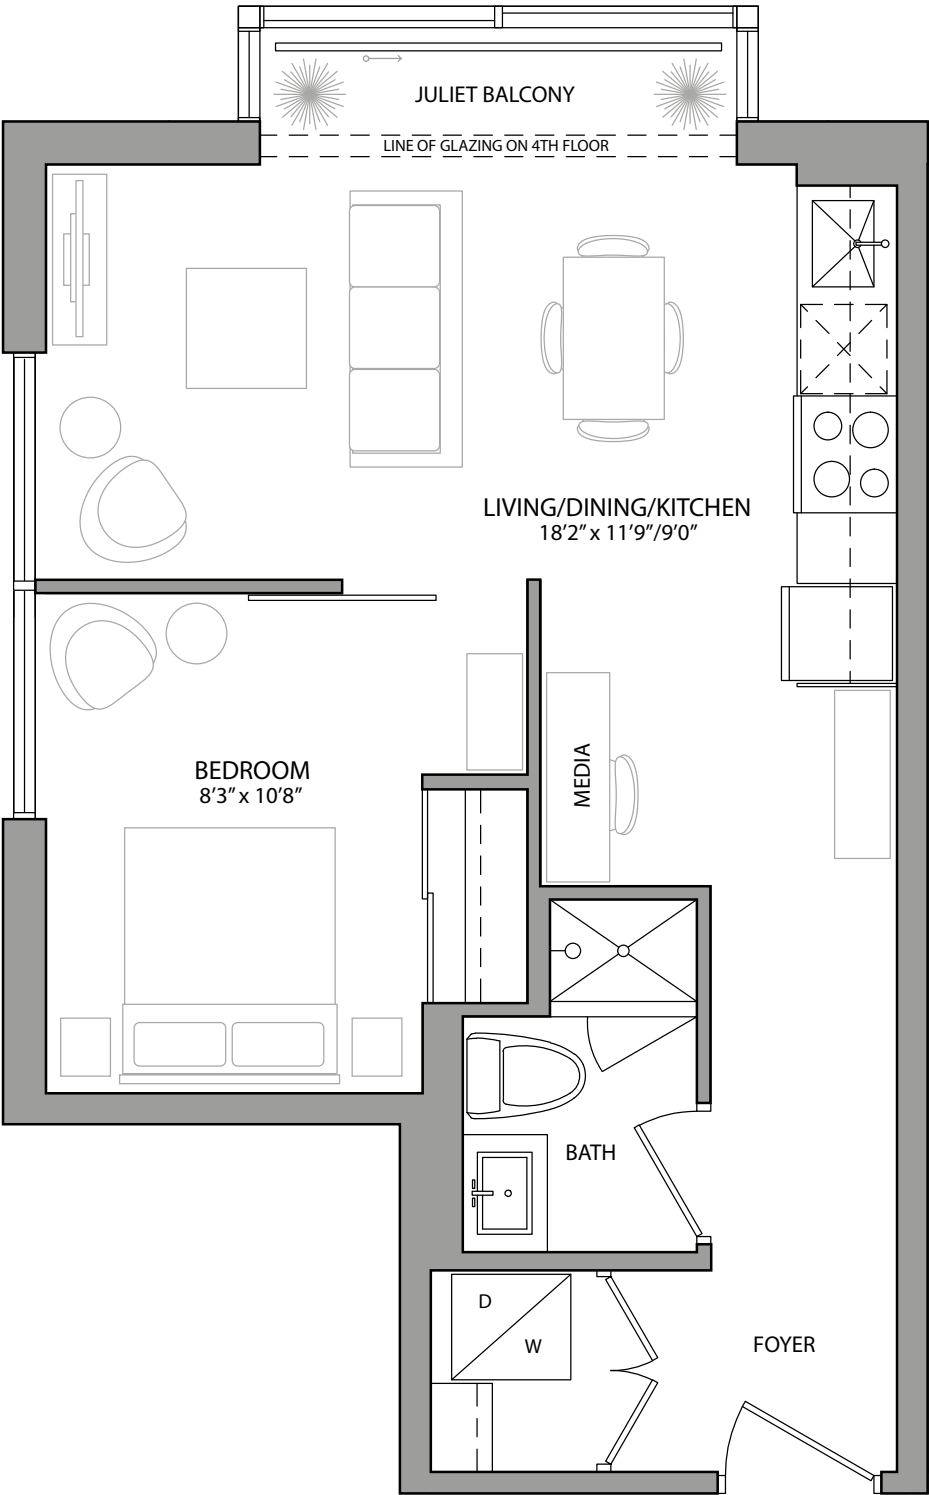 JULIET BALCONY
LINE OF GLAZING ON 4TH FLOOR
LIVING/DINING/KITCHEN
18'2" x 11'9"/9'0"
BEDROOM
8'3" x 10'8"
MEDIA
BATH
D
W
FOYER